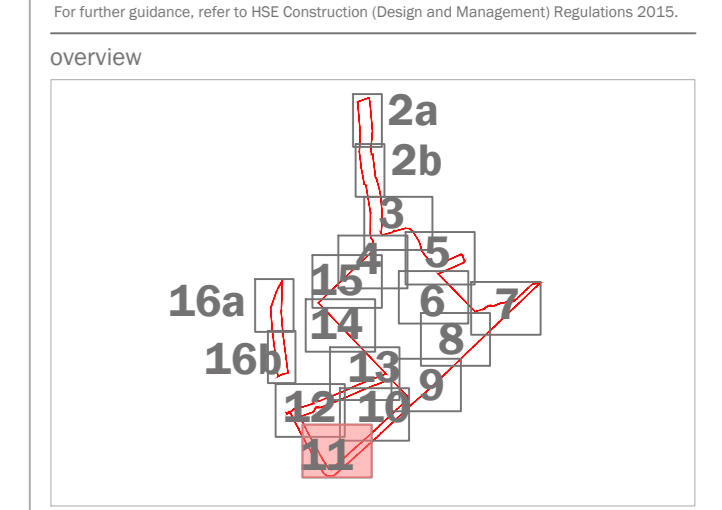 For further guidance, refer to HSE Construction (Design and Management) Regulations 2015.
overview
2a
2b
3
4
5
15
6
7
16a
14
8
16b
13
9
12
10
11